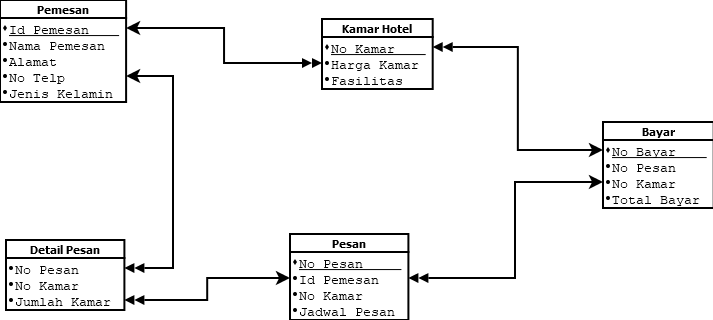 Pemesan
Id Pemesan
Nama Pemesan
Alamat
No Telp
Jenis Kelamin
Kamar Hotel
No Kamar
Harga Kamar
Fasilitas
Bayar
No Bayar
No Pesan
No Kamar
Total Bayar
Detail Pesan
No Pesan
No Kamar
Jumlah Kamar
Pesan
No Pesan
Id Pemesan
No Kamar
Jadwal Pesan